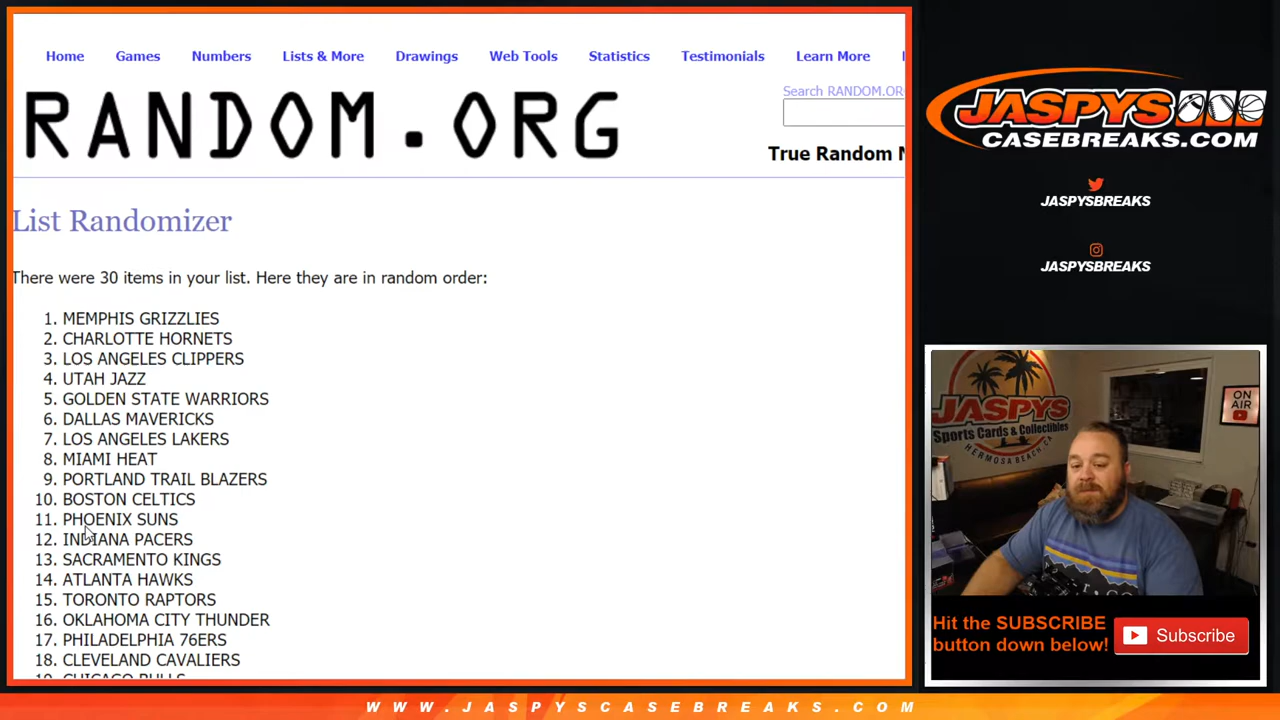 Home Games Numbers Lists & More Drawings Web Tools Statistics Testimonials Learn More
RANDOM.ORG
Search RANDOM.OR
True Random
List Randomizer
There were 30 items in your list. Here they are in random order:
1. MEMPHIS GRIZZLIES
2. CHARLOTTE HORNETS
3. LOS ANGELES CLIPPERS
4. UTAH JAZZ
5. GOLDEN STATE WARRIORS
6. DALLAS MAVERICKS
7. LOS ANGELES LAKERS
8. MIAMI HEAT
9. PORTLAND TRAIL BLAZERS
10. BOSTON CELTICS
11. PHOENIX SUNS
12. INDIANA PACERS
13. SACRAMENTO KINGS
14. ATLANTA HAWKS
15. TORONTO RAPTORS
16. OKLAHOMA CITY THUNDER
17. PHILADELPHIA 76ERS
18. CLEVELAND CAVALIERS
19. CHICAGO BULLS
JASPYS
CASEBREAKS.COM
JASPYSBREAKS
JASPYSBREAKS
JASPYS
Sports Cards & Collectibles
HERMOSA BEACH, CA
ON AIR
Hit the SUBSCRIBE
button down below!
Subscribe
WWW.JASPYSCASEBREAKS.COM